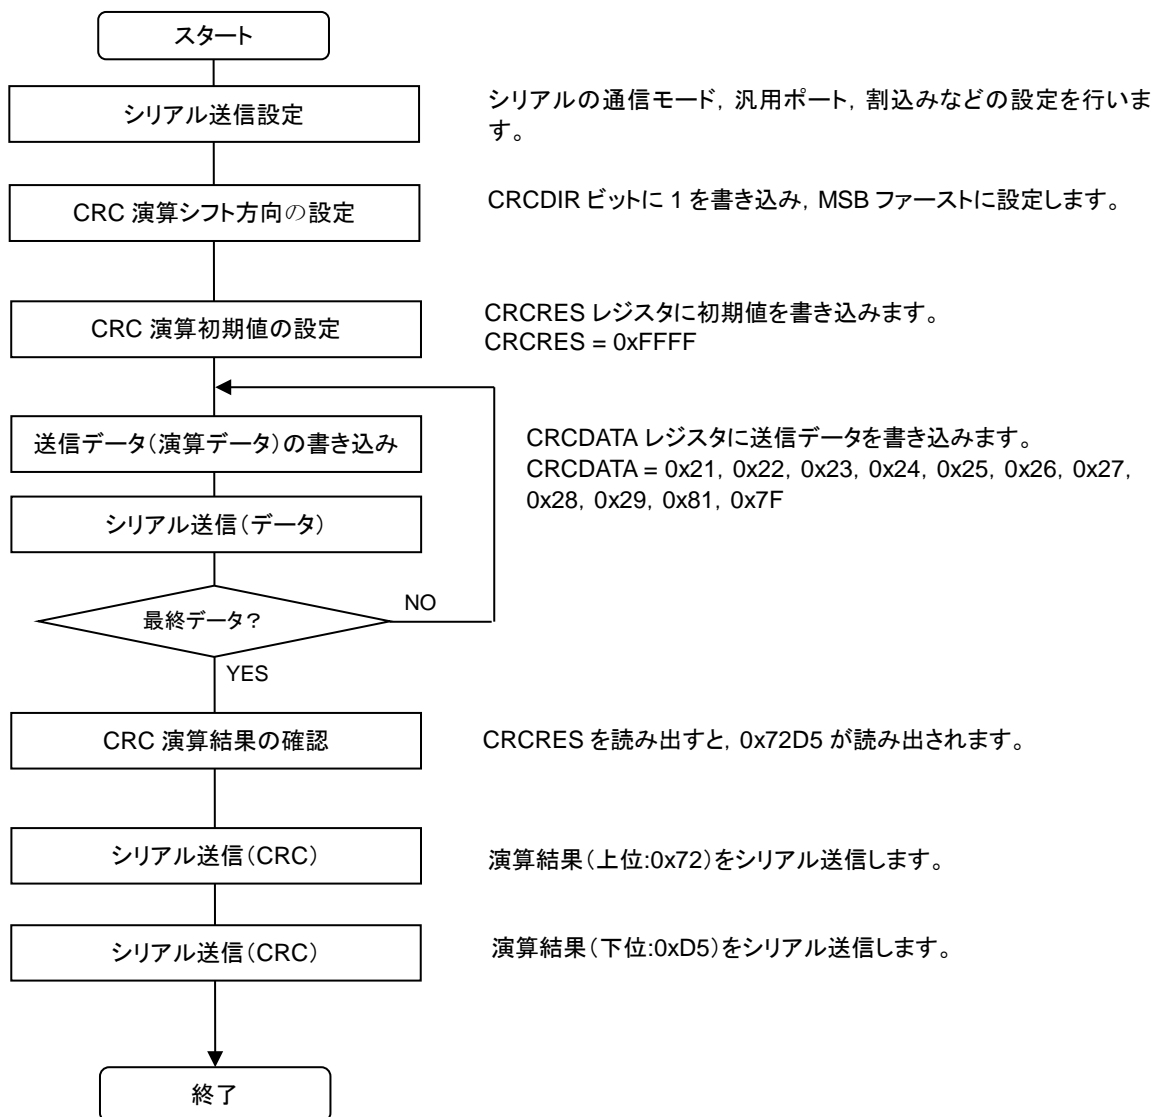 スタート
シリアル送信設定
シリアルの通信モード，汎用ポート，割込みなどの設定を行いま
す。
CRC 演算シフト方向の設定
CRCDIR ビットに 1 を書き込み，MSB ファーストに設定します。
CRC 演算初期値の設定
CRCRES レジスタに初期値を書き込みます。
CRCRES = 0xFFFF
送信データ（演算データ）の書き込み
CRCDATA レジスタに送信データを書き込みます。
CRCDATA = 0x21，0x22，0x23，0x24，0x25，0x26，0x27，
0x28，0x29，0x81，0x7F
シリアル送信（データ）
最終データ？
NO
YES
CRC 演算結果の確認
CRCRES を読み出すと，0x72D5 が読み出されます。
シリアル送信（CRC）
演算結果（上位:0x72）をシリアル送信します。
シリアル送信（CRC）
演算結果（下位:0xD5）をシリアル送信します。
終了